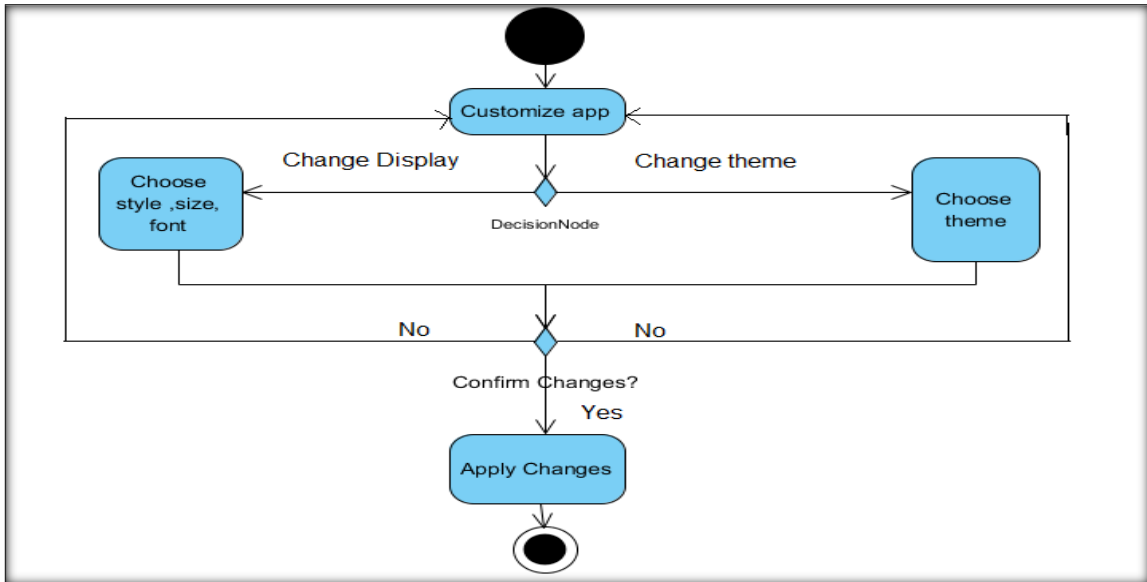 Customize app
Change Display
Change theme
Choose
style ,size,
font
DecisionNode
Choose
theme
No
No
Confirm Changes?
Yes
Apply Changes